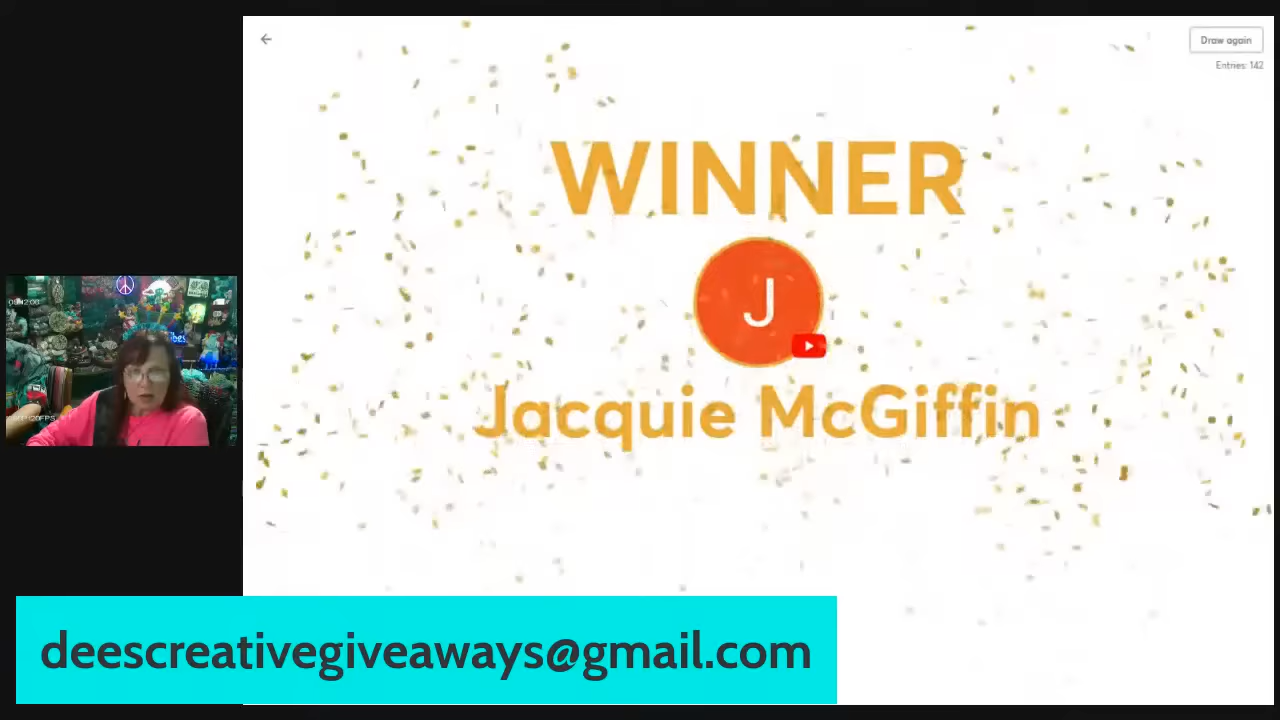 Draw again
Entries: 142
WINNER
J
Jacquie McGiffin
deescreativegiveaways@gmail.com